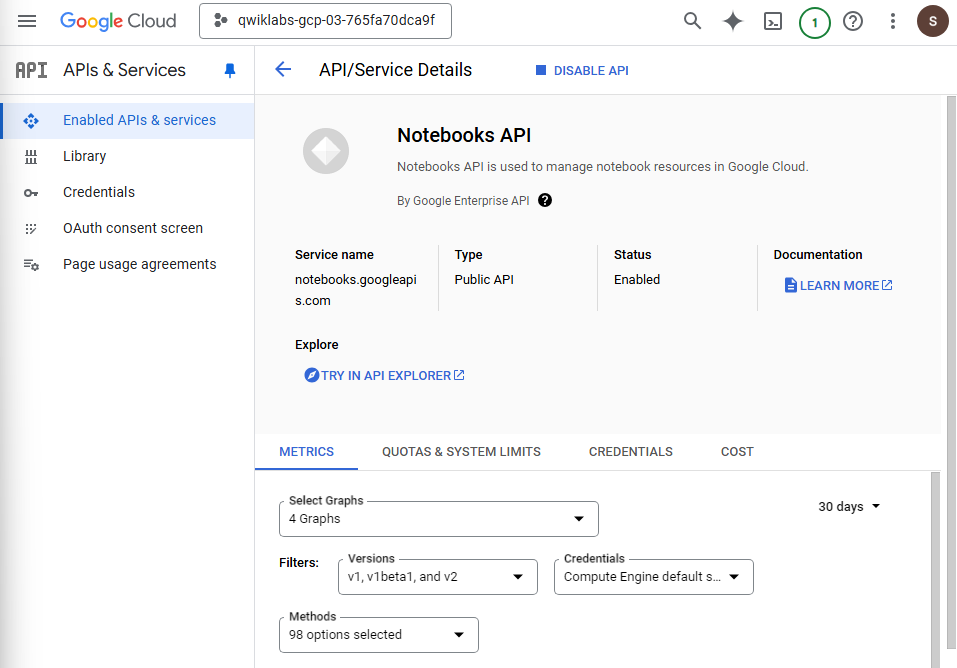 Google Cloud
qwiklabs-gcp-03-765fa70dca9f
1
?
S
API APIs & Services
API/Service Details
DISABLE API
Enabled APIs & services
Library
Credentials
OAuth consent screen
Page usage agreements
Notebooks API
Notebooks API is used to manage notebook resources in Google Cloud.
By Google Enterprise API ?
Service name
notebooks.googleapi
s.com
Type
Public API
Status
Enabled
Documentation
LEARN MORE
Explore
TRY IN API EXPLORER
METRICS
QUOTAS & SYSTEM LIMITS
CREDENTIALS
COST
Select Graphs
4 Graphs
30 days
Filters:
Versions
v1, v1beta1, and v2
Credentials
Compute Engine default s...
Methods
98 options selected